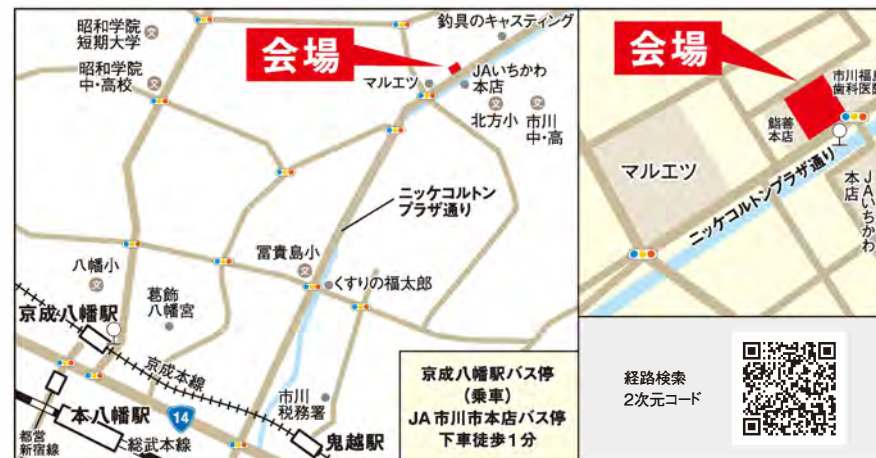 昭和学院
短期大学
昭和学院
中・高校
釣具のキャスティング
会場
マルエツ
JAいちかわ
本店
北方小
市川
中・高
ニッケコルトン
プラザ通り
冨貴島小
くすりの福太郎
八幡小
葛飾
八幡宮
京成八幡駅
京成本線
市川
税務署
本八幡駅
14
都営
新宿線
総武本線
鬼越駅
京成八幡駅バス停
(乗車)
JA市川市本店バス停
下車徒歩1分
会場
市川福島
歯科医院
鮨善
本店
マルエツ
ニッケコルトンプラザ通り
JAいちかわ
本店
経路検索
2次元コード